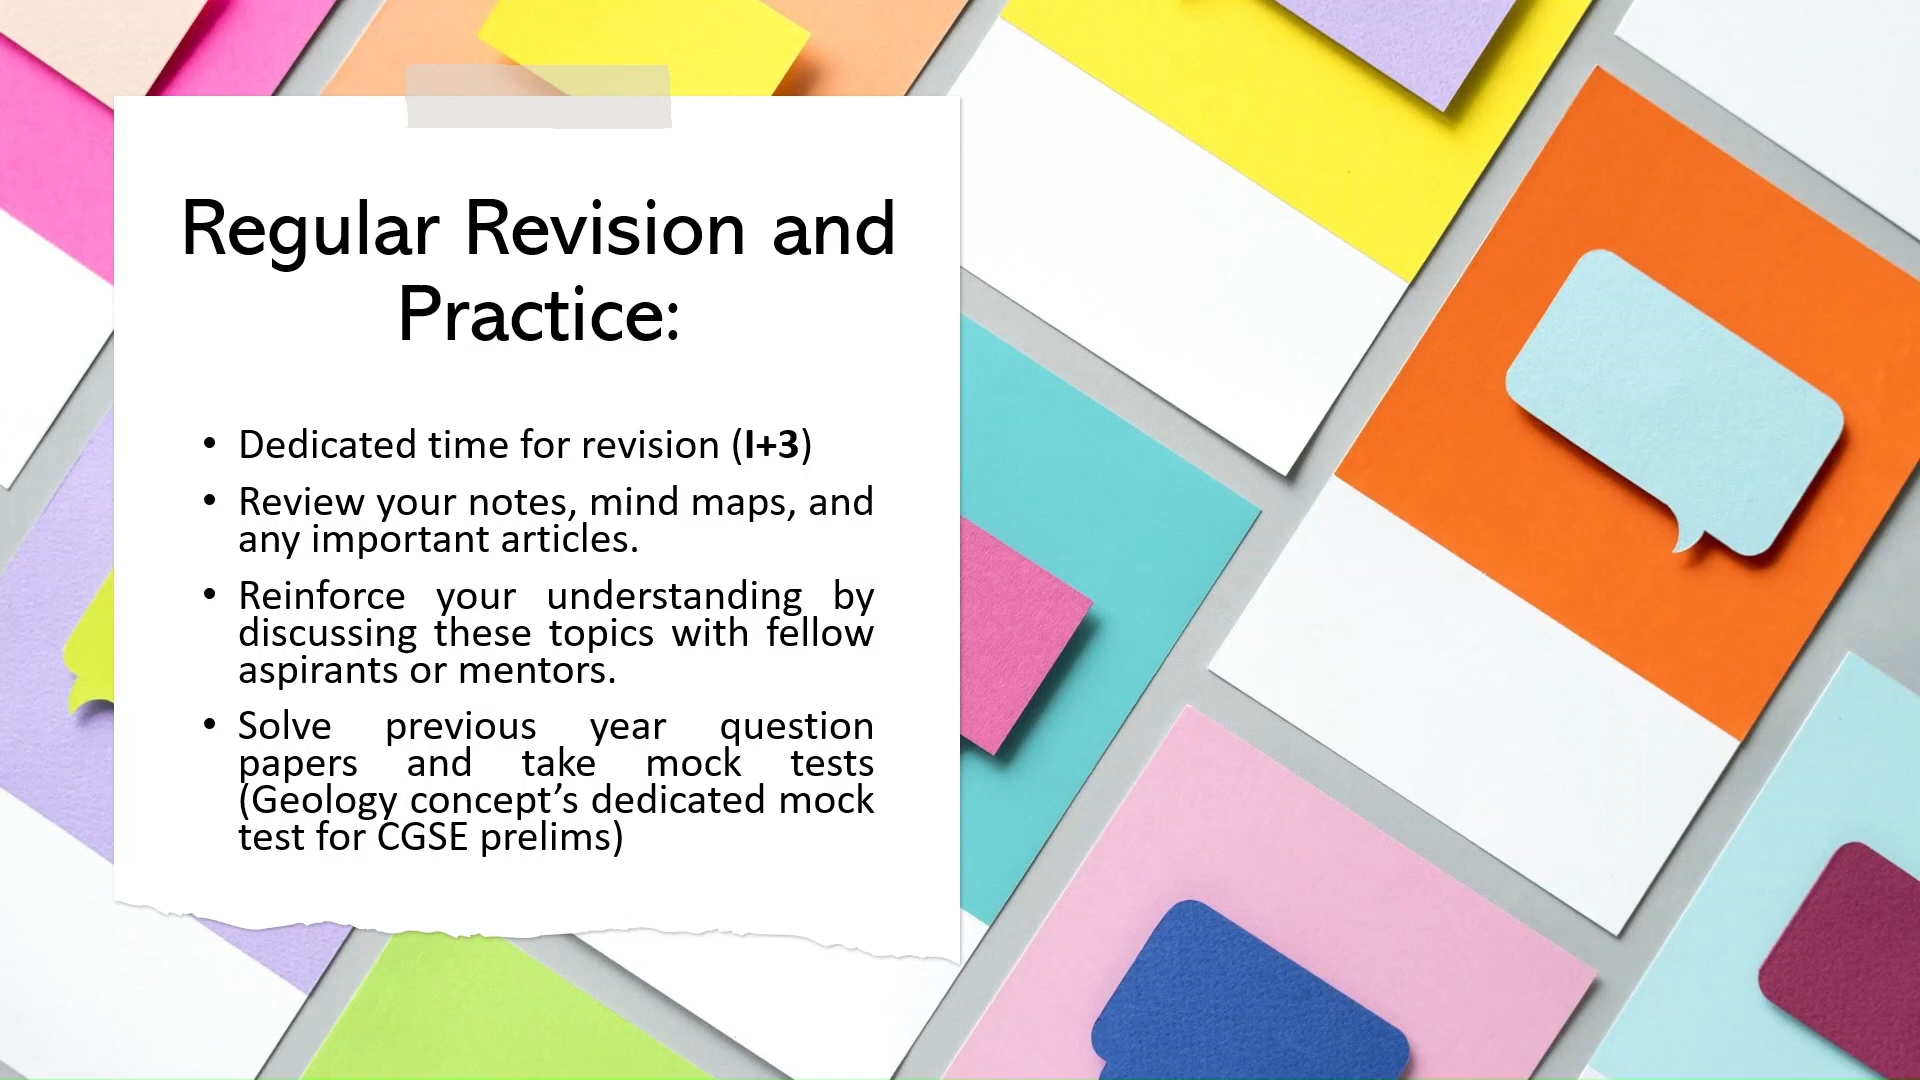 Regular Revision and
Practice:
• Dedicated time for revision (I+3)
• Review your notes, mind maps, and
any important articles.
• Reinforce your understanding by
discussing these topics with fellow
aspirants or mentors.
• Solve previous year question
papers and take mock tests
(Geology concept’s dedicated mock
test for CGSE prelims)